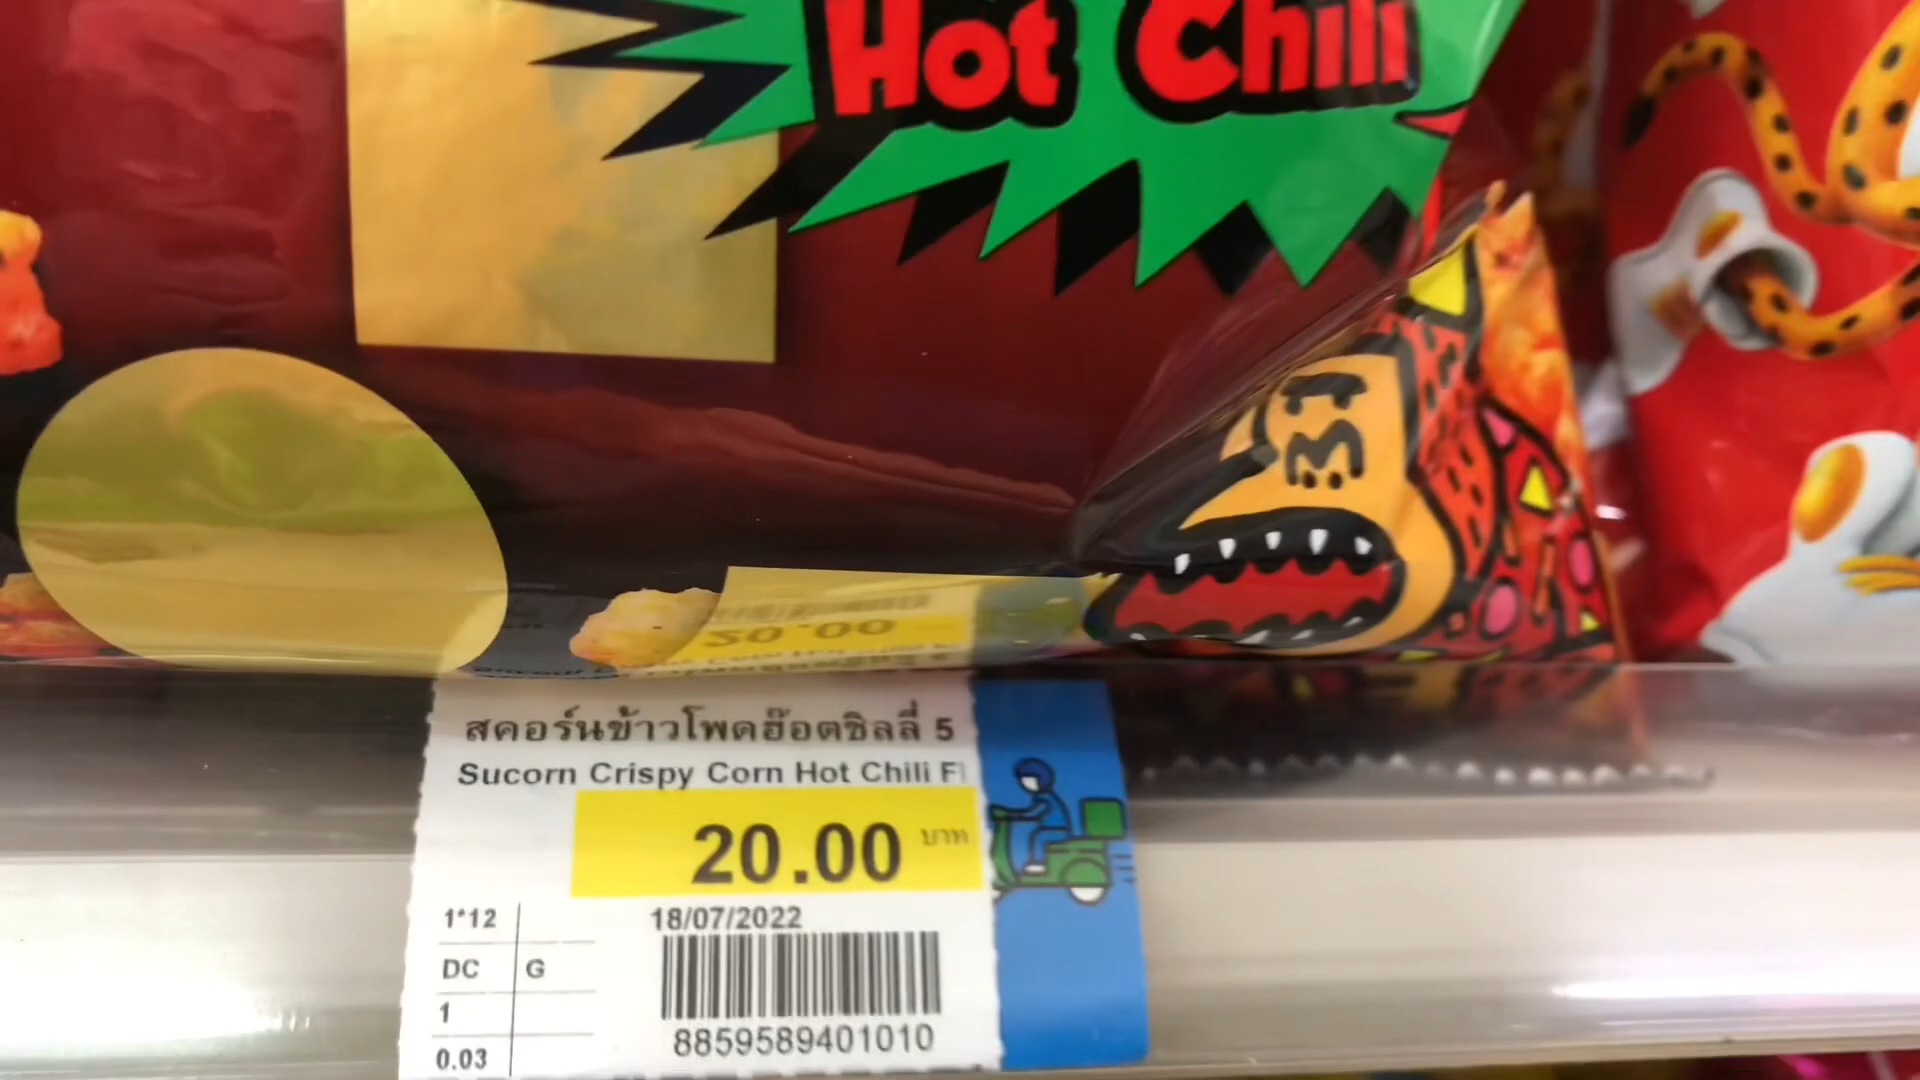 Hot Chili
สคอร์นข้าวโพดฮ๊อตชิลลี่ 5
Sucorn Crispy Corn Hot Chili Fl
20.00 บาท
1*12
18/07/2022
DC G
1
8859589401010
0.03